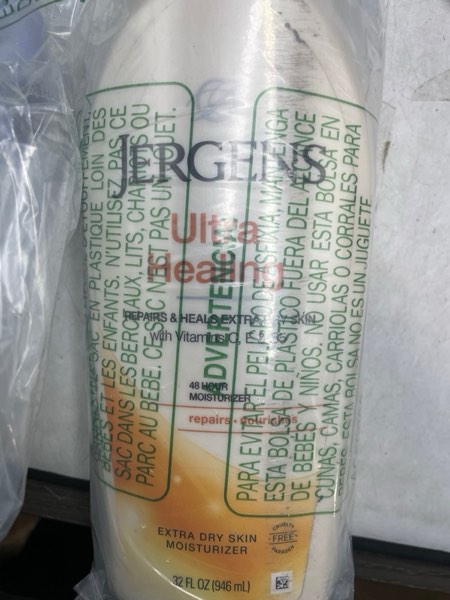 JERGENS
Ultra
Healing
REPAIRS & HEALS EXTRA DRY SKIN
with Vitamins C, E
48 HOUR
MOISTURIZER
repairs • nourishes
EXTRA DRY SKIN
MOISTURIZER
CRUELTY
FREE
32 FL OZ (946 mL)
SAC EN PLASTIQUE LOIN DES
BÉBÉS ET LES ENFANTS. N'UTILISEZ PAS CE
SAC DANS LES BERCEAUX, LITS, CHARIOTS OU
PARC AU BÉBÉ. CE SAC N'EST PAS UN JOUET.
ADVERTENCIA
PARA EVITAR EL PELIGRO DE ASFIXIA, MANTENGA
ESTA BOLSA DE PLASTICO FUERA DEL ALCANCE
DE BEBÉS Y NIÑOS. NO USAR ESTA BOLSA EN
CUNAS, CAMAS, CARRIOLAS O CORRALES PARA
BEBÉS. ESTA BOLSA NO ES UN JUGUETE